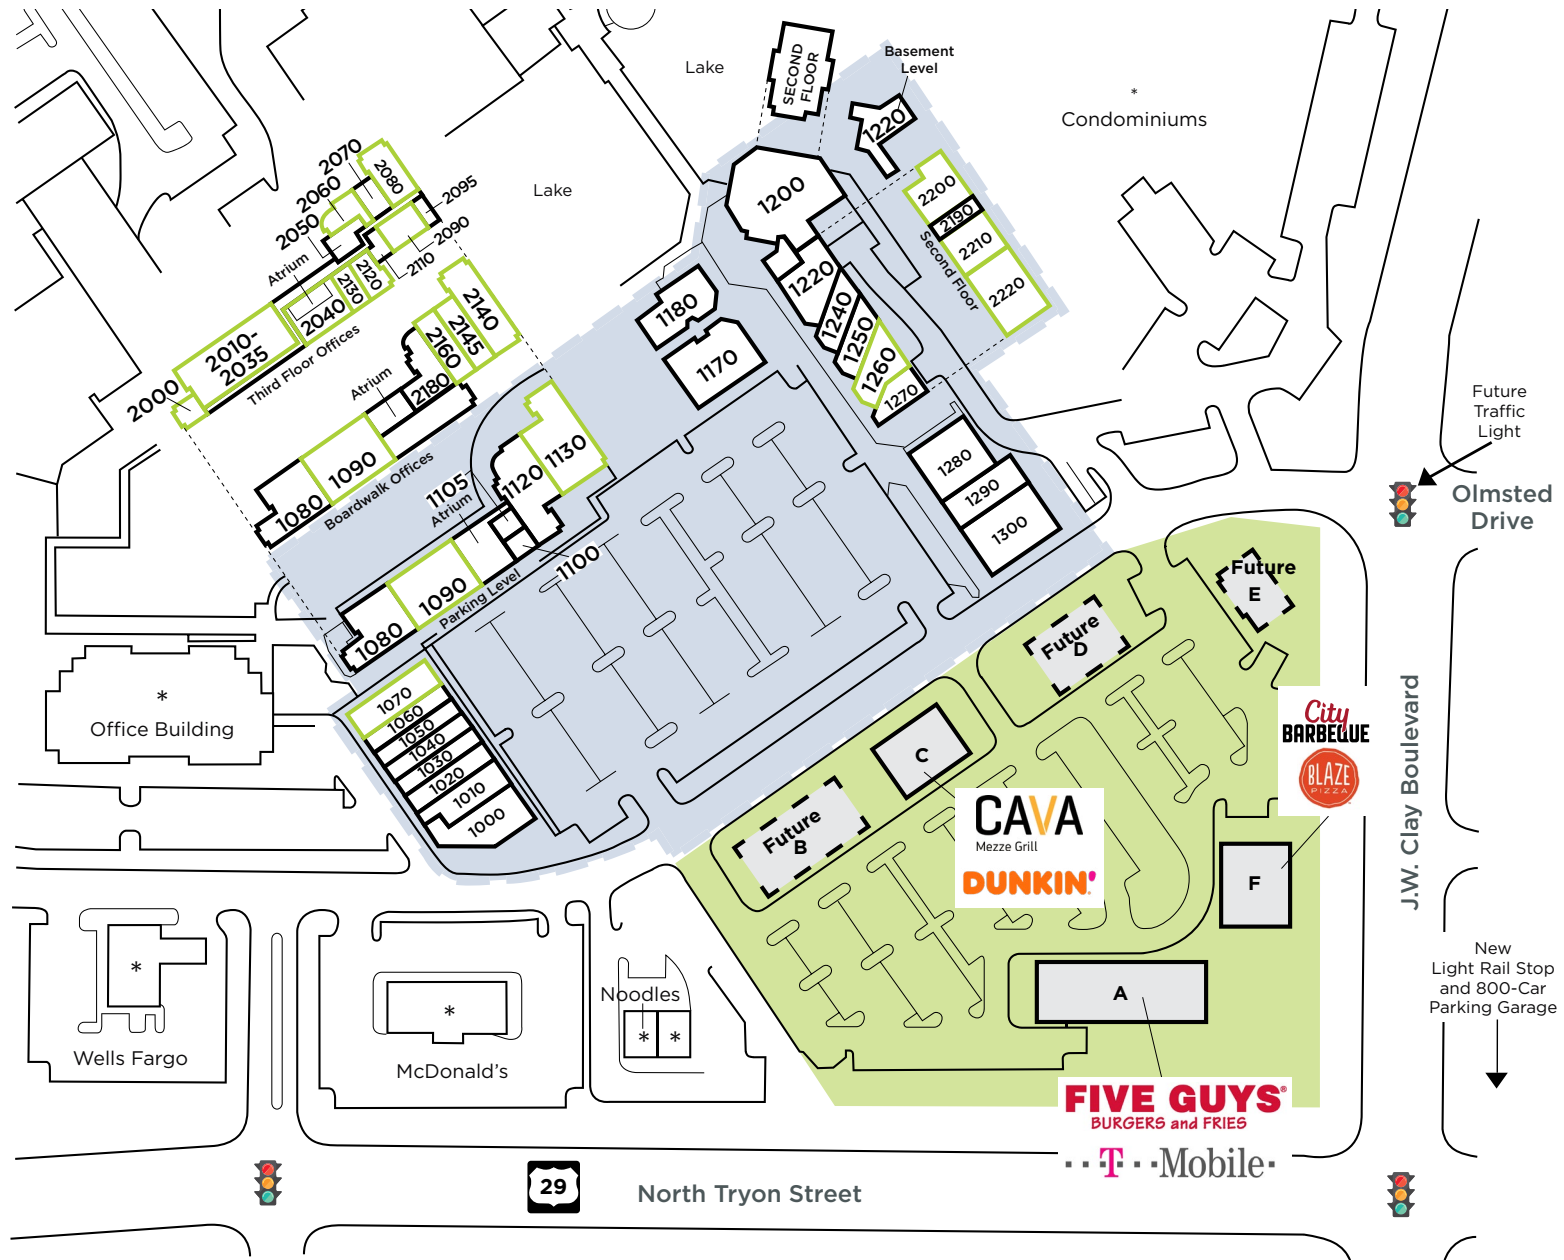 Lake
SECOND
FLOOR
Basement
Level
*
Condominiums
1220
2070
2080
2060
2095
2050
2090
Lake
1200
2200
2190
2210
2220
Second Floor
Atrium
2110
2120
2130
2040
2010-
2035
2000
Third Floor Offices
2140
2145
2160
2180
Atrium
1180
1170
1220
1240
1250
1260
1270
Future
Traffic
Light
1090
1080
Boardwalk Offices
1105
Atrium
1120
1130
1280
1290
1300
Olmsted
Drive
1100
1090
1080
Parking Level
Future
E
Future
D
*
Office Building
1070
1060
1050
1040
1030
1020
1010
1000
City
BARBEQUE
BLAZE
PIZZA
J.W. Clay Boulevard
C
CAVA
Mezze Grill
DUNKIN'
Future
B
F
A
New
Light Rail Stop
and 800-Car
Parking Garage
*
Wells Fargo
*
McDonald's
Noodles
* *
FIVE GUYS®
BURGERS and FRIES
T Mobile
29
North Tryon Street